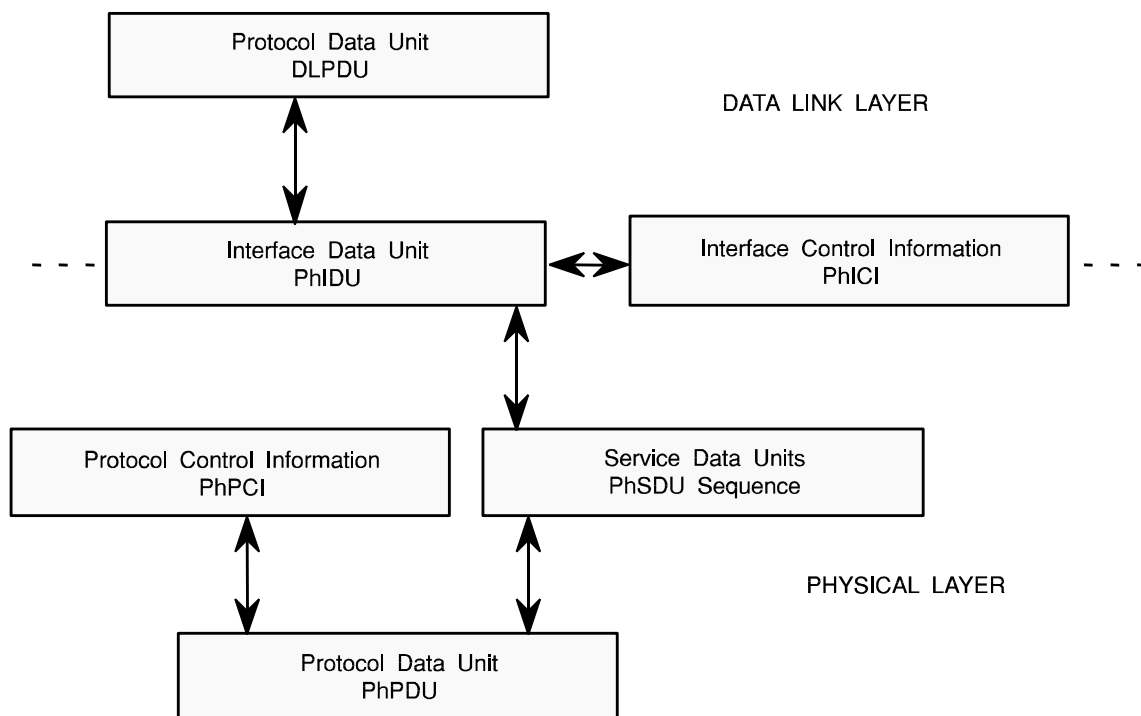 Protocol Data Unit
DLPDU
DATA LINK LAYER
Interface Data Unit
PhIDU
Interface Control Information
PhICI
Protocol Control Information
PhPCI
Service Data Units
PhSDU Sequence
PHYSICAL LAYER
Protocol Data Unit
PhPDU